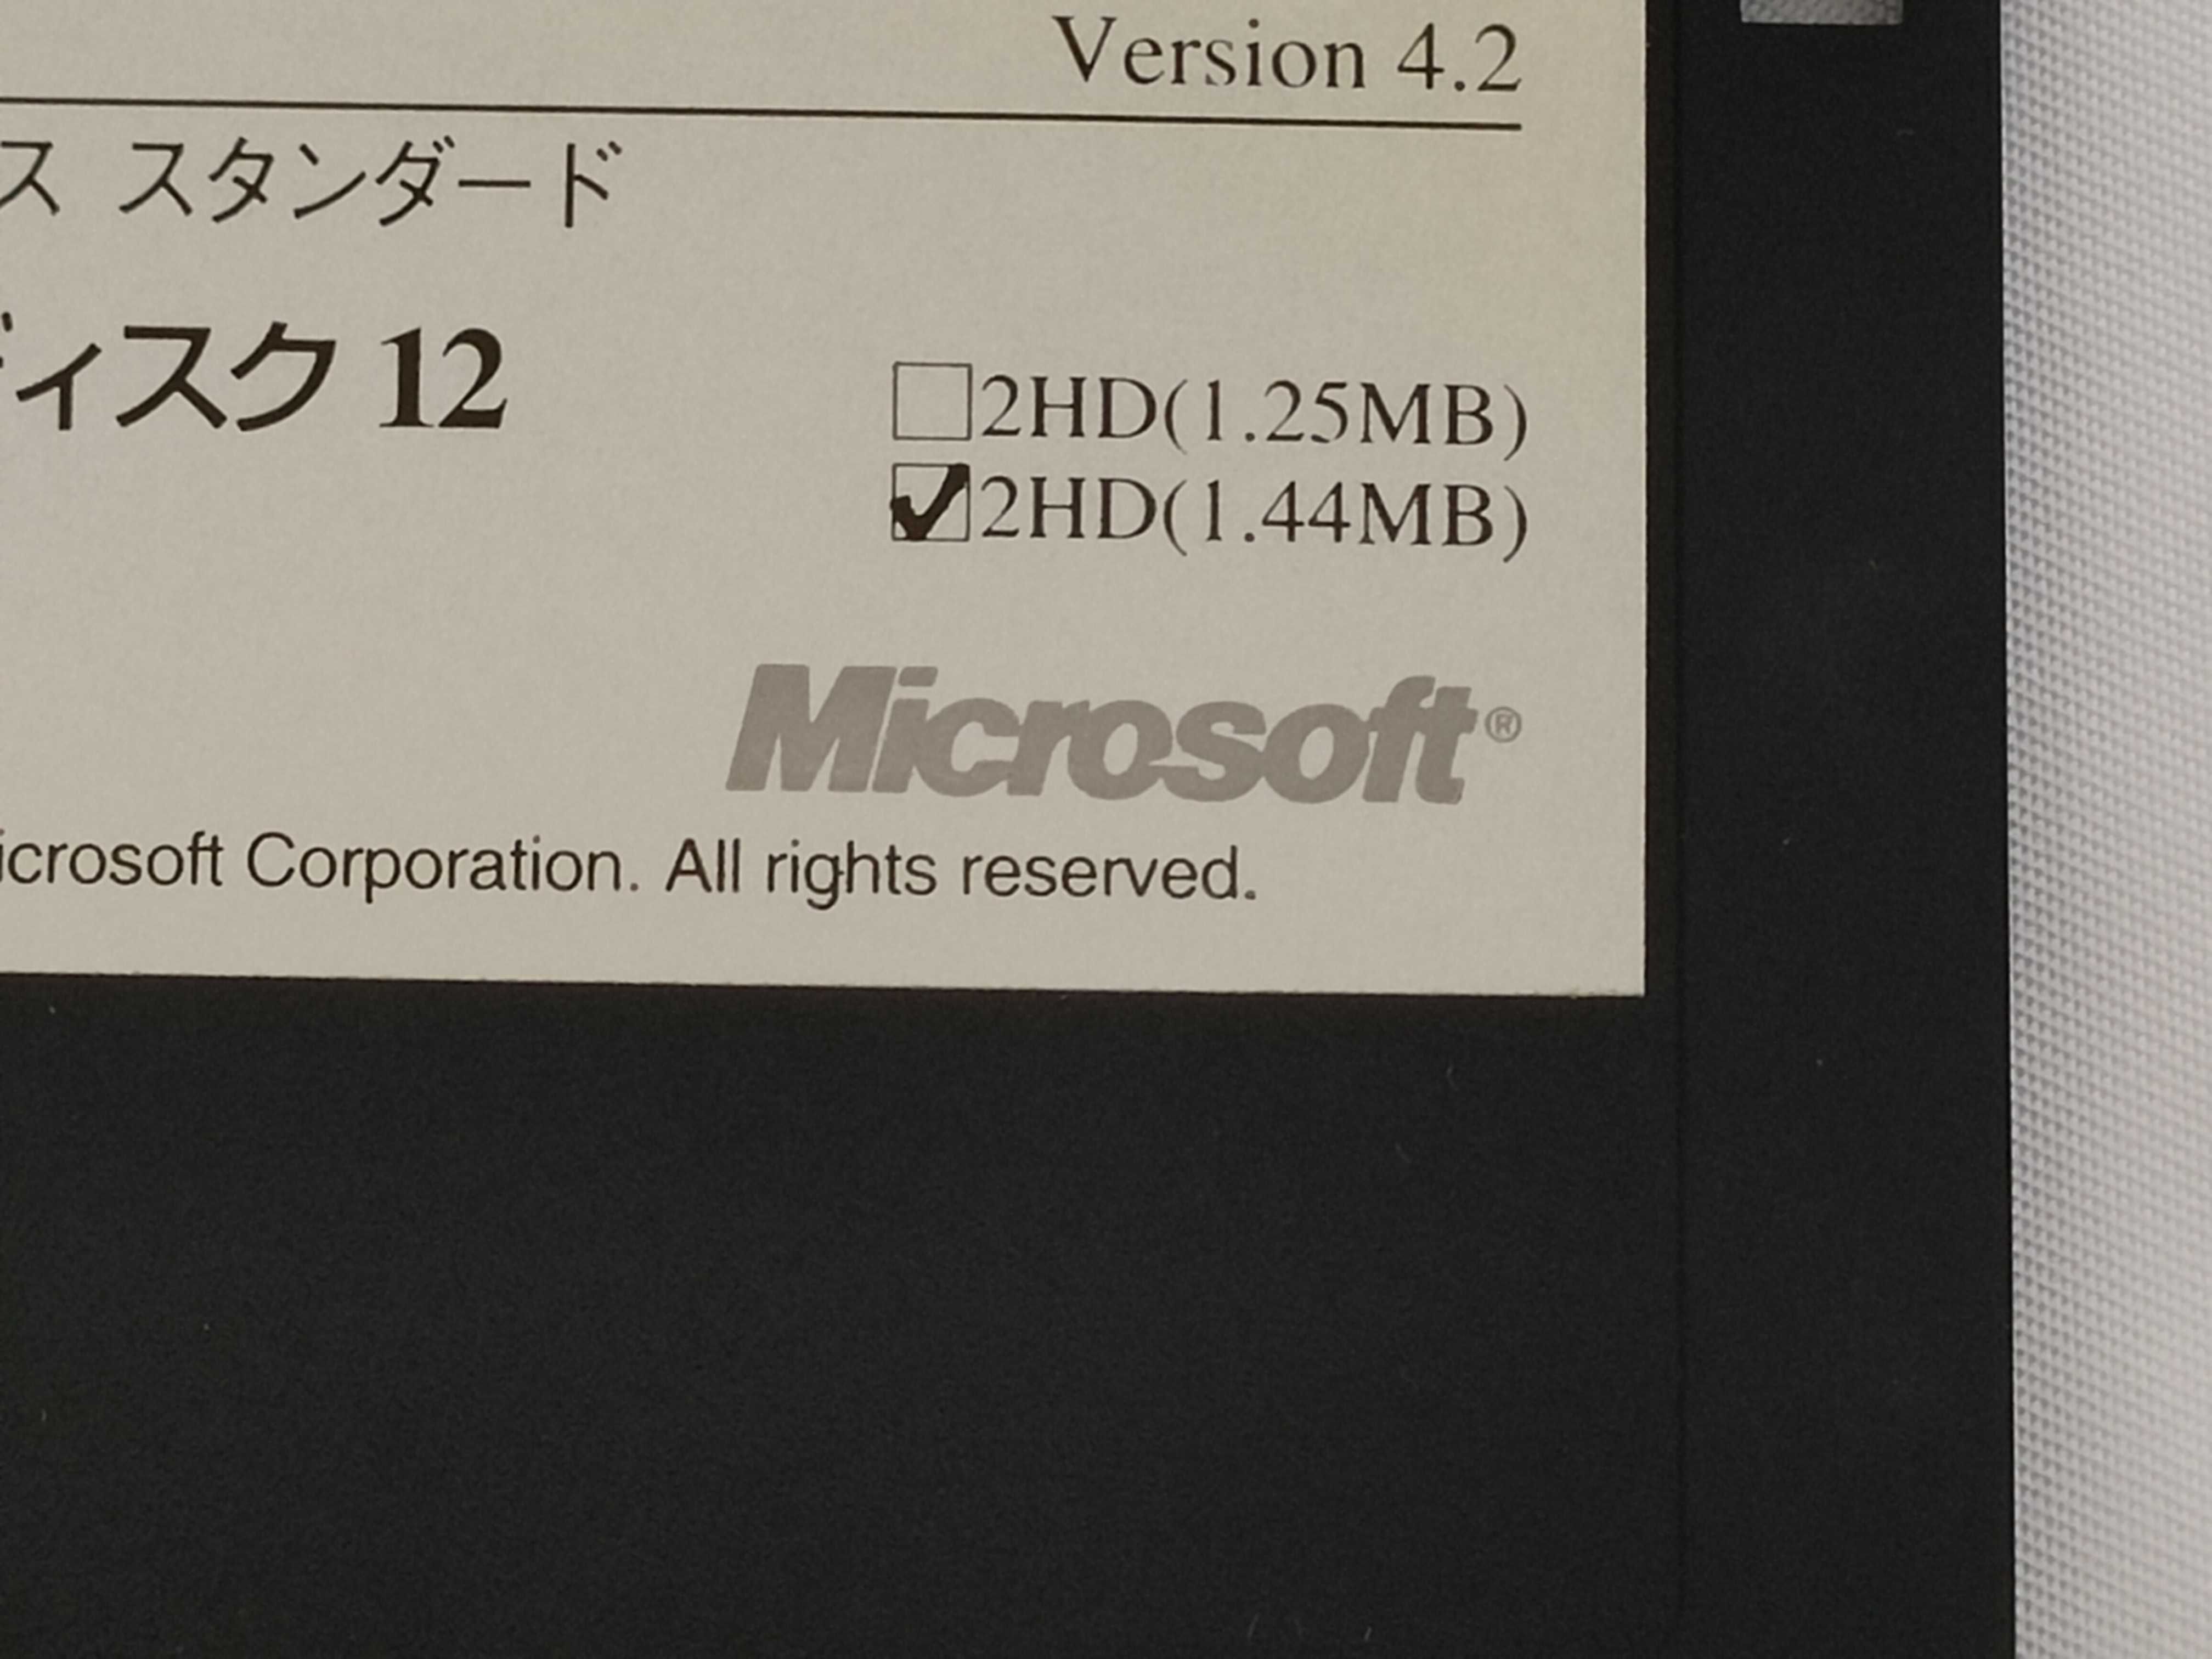 Version 4.2
ス スタンダード
ディスク 12
2HD(1.25MB)
2HD(1.44MB)
Microsoft®
icrosoft Corporation. All rights reserved.